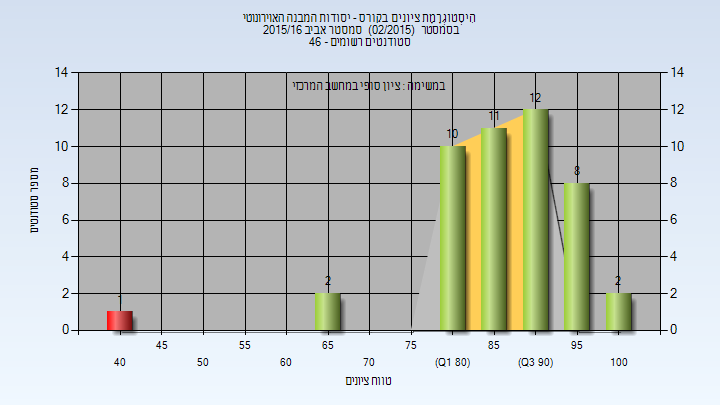 היסטוגרמת ציונים בקורס - יסודות המבנה האוירונוטי
בסמסטר (02/2015) סמסטר אביב 2015/16
סטודנטים רשומים - 46
במשימה : ציון סופי במחשב המרכזי
מספר סטודנטים
14 14
12 12
10 10
8 8
6 6
4 4
2 2
0 0
1 2 10 11 12 8 2
45 55 65 75 85 95
40 50 60 70 (Q1 80) (Q3 90) 100
טווח ציונים